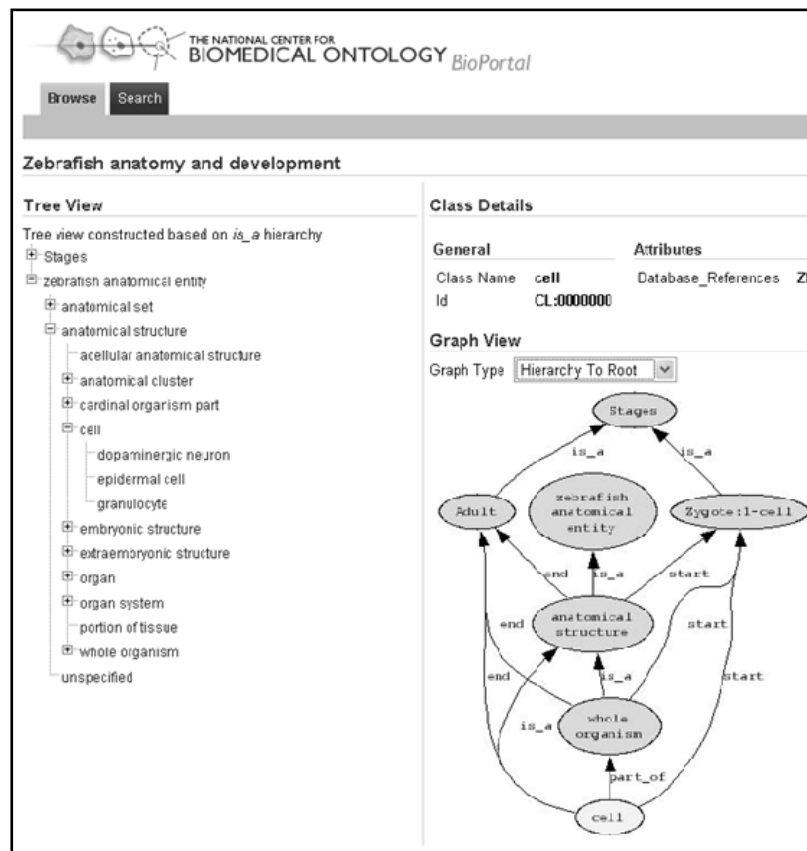 THE NATIONAL CENTER FOR
BIOMEDICAL ONTOLOGY BioPortal
Browse Search
Zebrafish anatomy and development
Tree View
Tree view constructed based on is_a hierarchy
Stages
zebrafish anatomical entity
anatomical set
anatomical structure
acellular anatomical structure
anatomical cluster
cardinal organism part
cell
dopaminergic neuron
epidermal cell
granulocyte
embryonic structure
extraembryonic structure
organ
organ system
portion of tissue
whole organism
unspecified
Class Details
General Attributes
Class Name cell Database_References
Id CL:0000000
Graph View
Graph Type Hierarchy To Root
Stages
is_a is_a
Adult
zebrafish
anatomical
entity
Zygote:1-cell
end is_a start
anatomical
structure
end start
end is_a start
is_a
whole
organism
part_of
cell